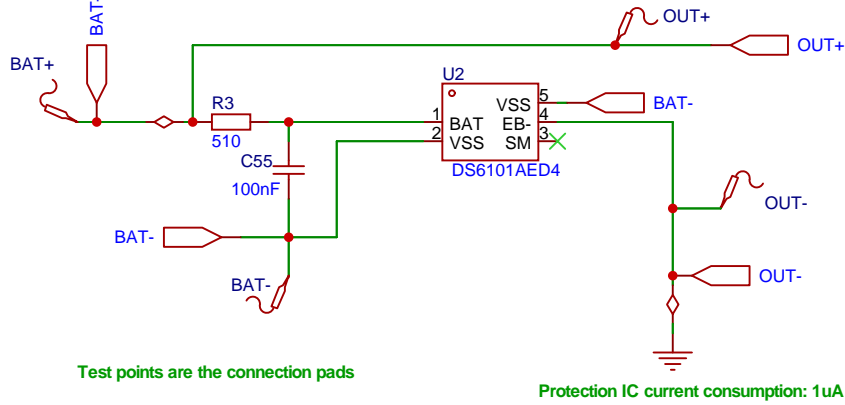 BAT-
OUT+
OUT+
BAT+
U2
R3
510
1
2
BAT
VSS
VSS
EB-
SM
5
4
3
BAT-
DS6101AED4
C55
100nF
BAT-
BAT-
OUT-
OUT-
Test points are the connection pads
Protection IC current consumption: 1uA